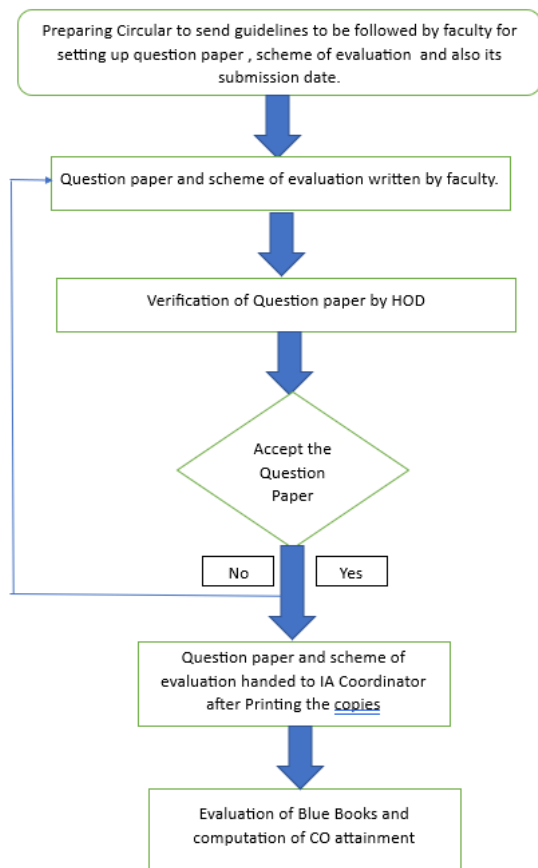 Preparing Circular to send guidelines to be followed by faculty for
setting up question paper , scheme of evaluation and also its
submission date.
Question paper and scheme of evaluation written by faculty.
Verification of Question paper by HOD
Accept the
Question
Paper
No
Yes
Question paper and scheme of
evaluation handed to IA Coordinator
after Printing the copies
Evaluation of Blue Books and
computation of CO attainment